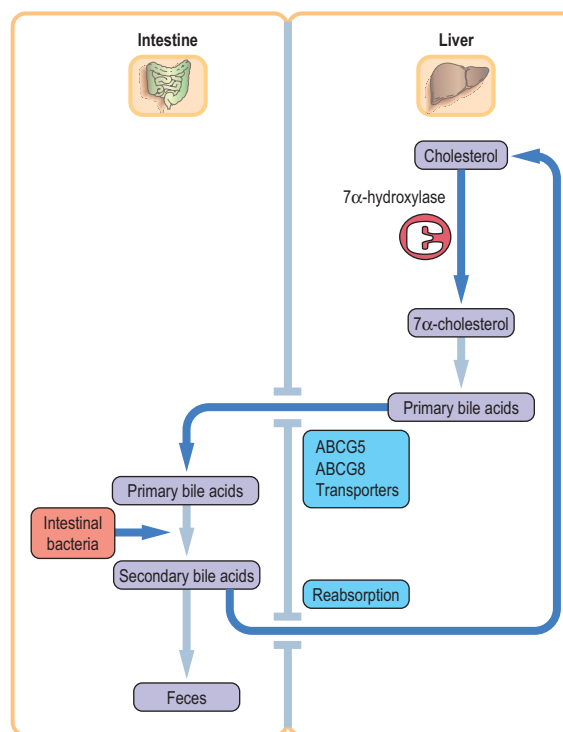 Intestine
Liver
Cholesterol
7α-hydroxylase
7α-cholesterol
Primary bile acids
ABCG5
ABCG8
Transporters
Primary bile acids
Intestinal
bacteria
Secondary bile acids
Reabsorption
Feces